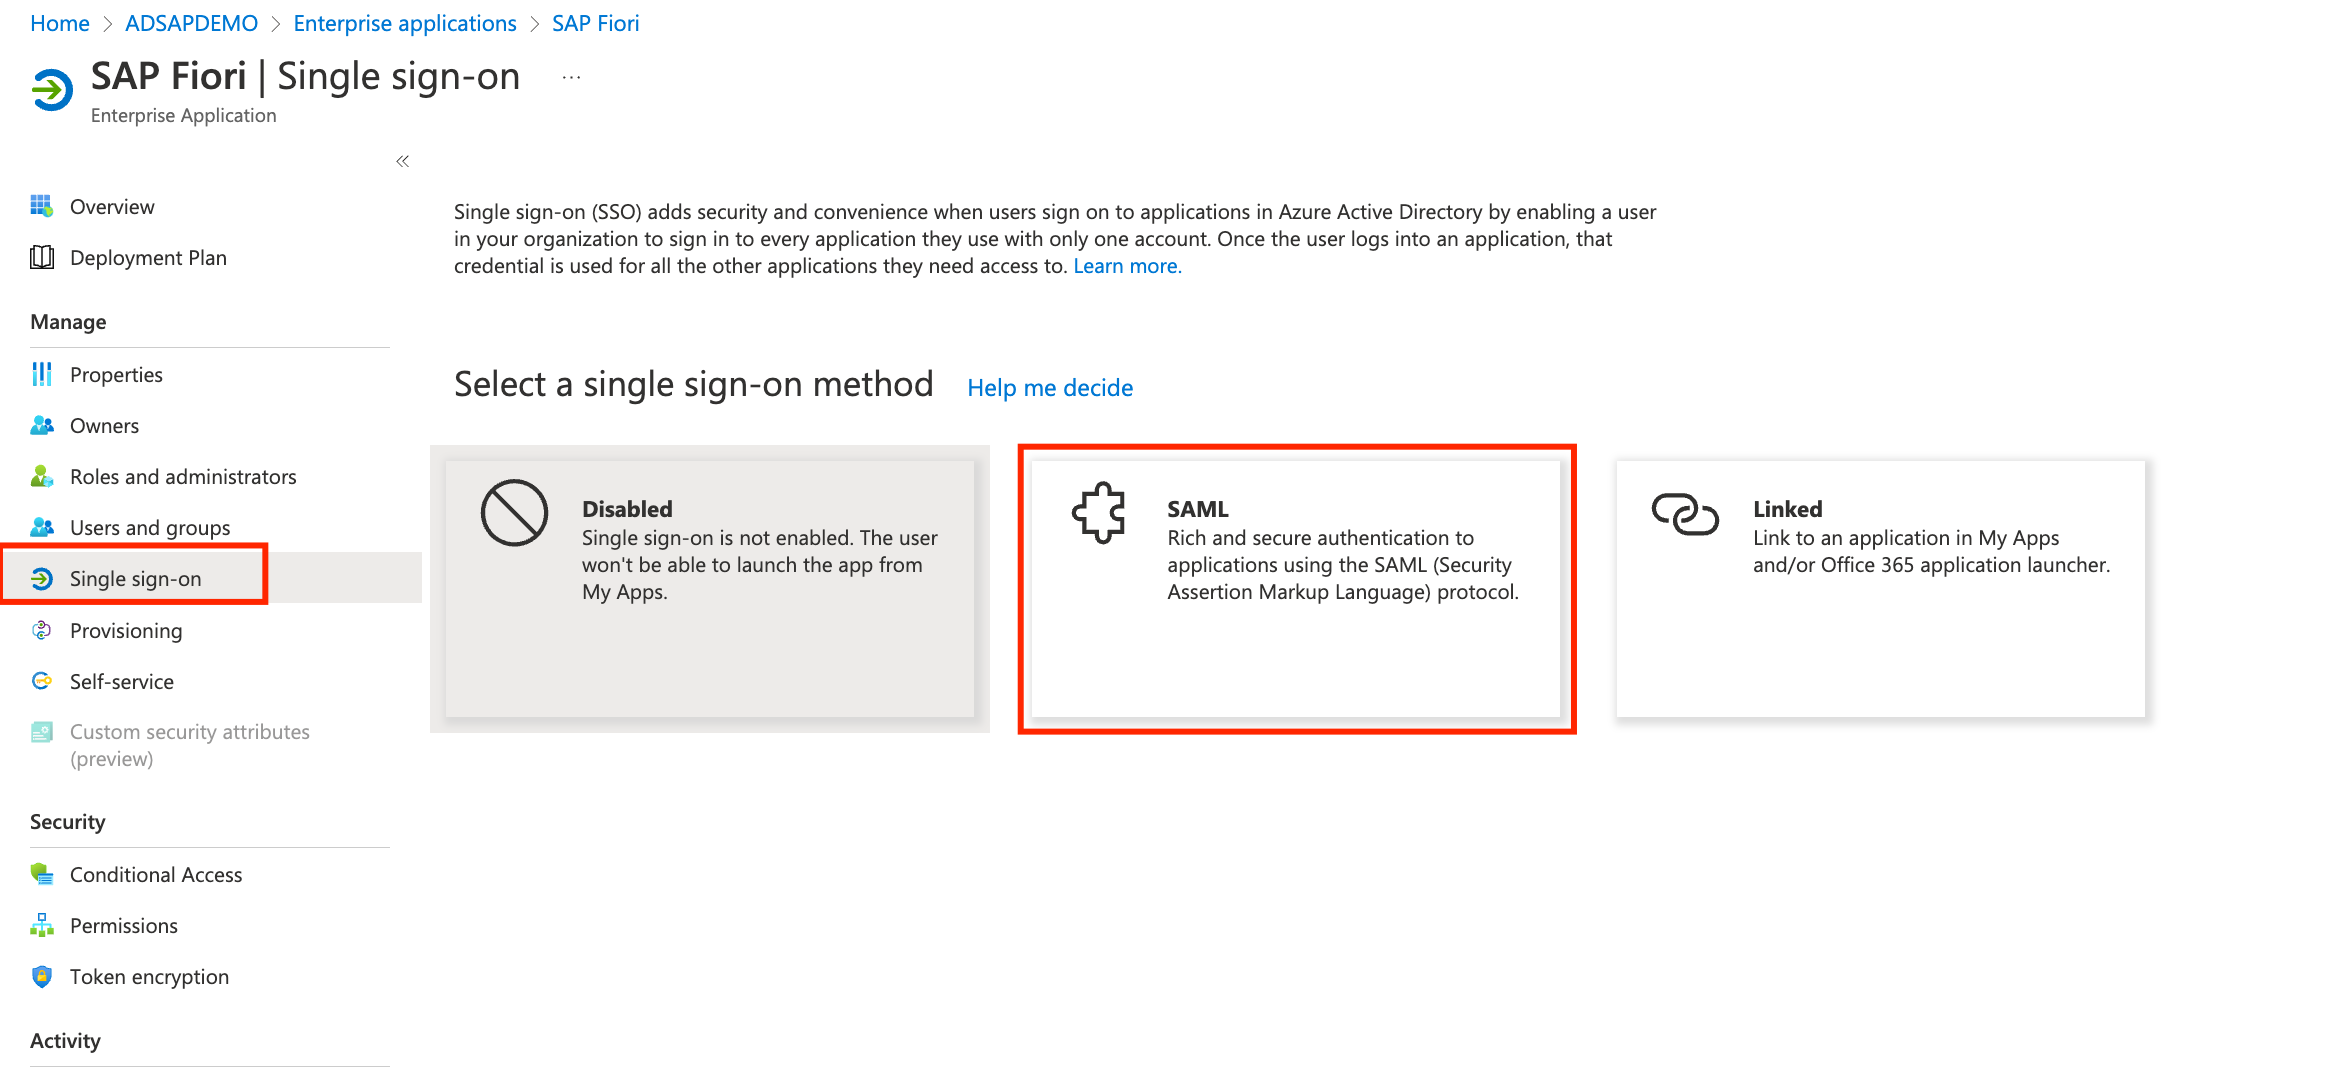 Home > ADSAPDEMO > Enterprise applications > SAP Fiori
SAP Fiori | Single sign-on ...
Enterprise Application
«
Overview
Deployment Plan
Manage
Properties
Owners
Roles and administrators
Users and groups
Single sign-on
Provisioning
Self-service
Custom security attributes
(preview)
Security
Conditional Access
Permissions
Token encryption
Activity
Single sign-on (SSO) adds security and convenience when users sign on to applications in Azure Active Directory by enabling a user
in your organization to sign in to every application they use with only one account. Once the user logs into an application, that
credential is used for all the other applications they need access to. Learn more.
Select a single sign-on method Help me decide
Disabled
Single sign-on is not enabled. The user
won't be able to launch the app from
My Apps.
SAML
Rich and secure authentication to
applications using the SAML (Security
Assertion Markup Language) protocol.
Linked
Link to an application in My Apps
and/or Office 365 application launcher.